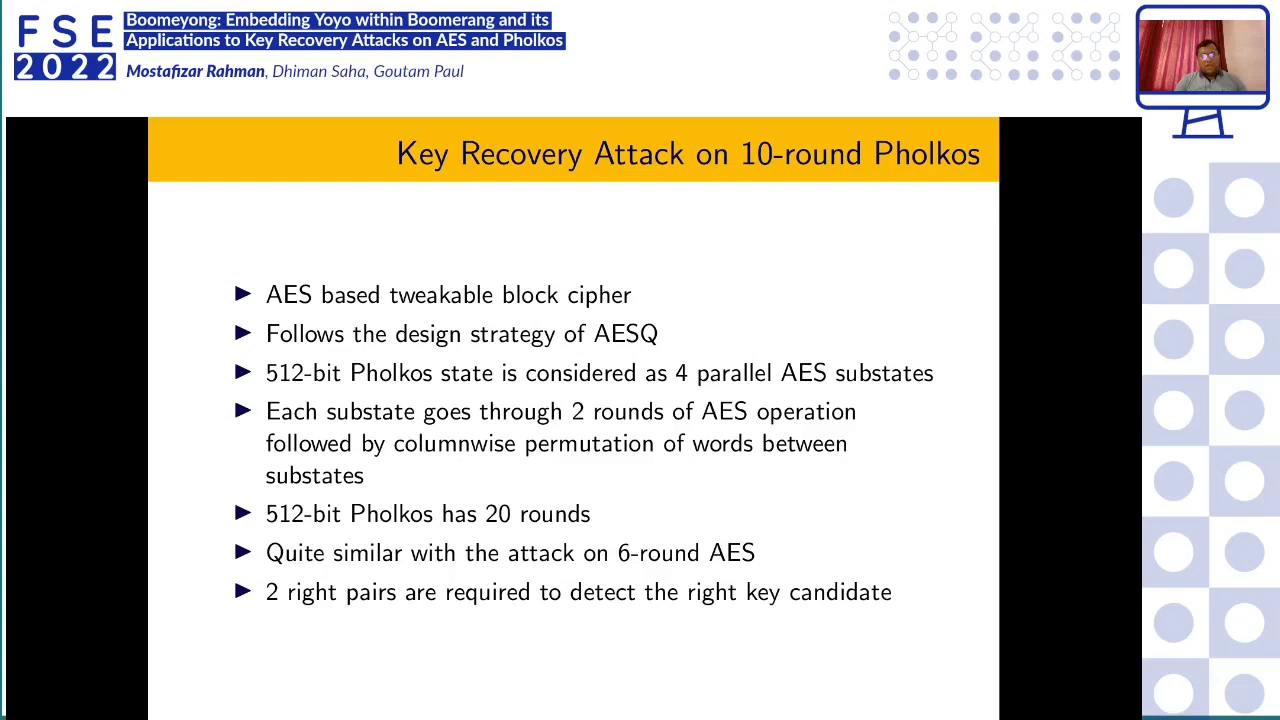 FSE
2022
Boomeyong: Embedding Yoyo within Boomerang and its
Applications to Key Recovery Attacks on AES and Pholkos
Mostafizar Rahman, Dhiman Saha, Goutam Paul
Key Recovery Attack on 10-round Pholkos
AES based tweakable block cipher
Follows the design strategy of AESQ
512-bit Pholkos state is considered as 4 parallel AES substates
Each substate goes through 2 rounds of AES operation
followed by columnwise permutation of words between
substates
512-bit Pholkos has 20 rounds
Quite similar with the attack on 6-round AES
2 right pairs are required to detect the right key candidate